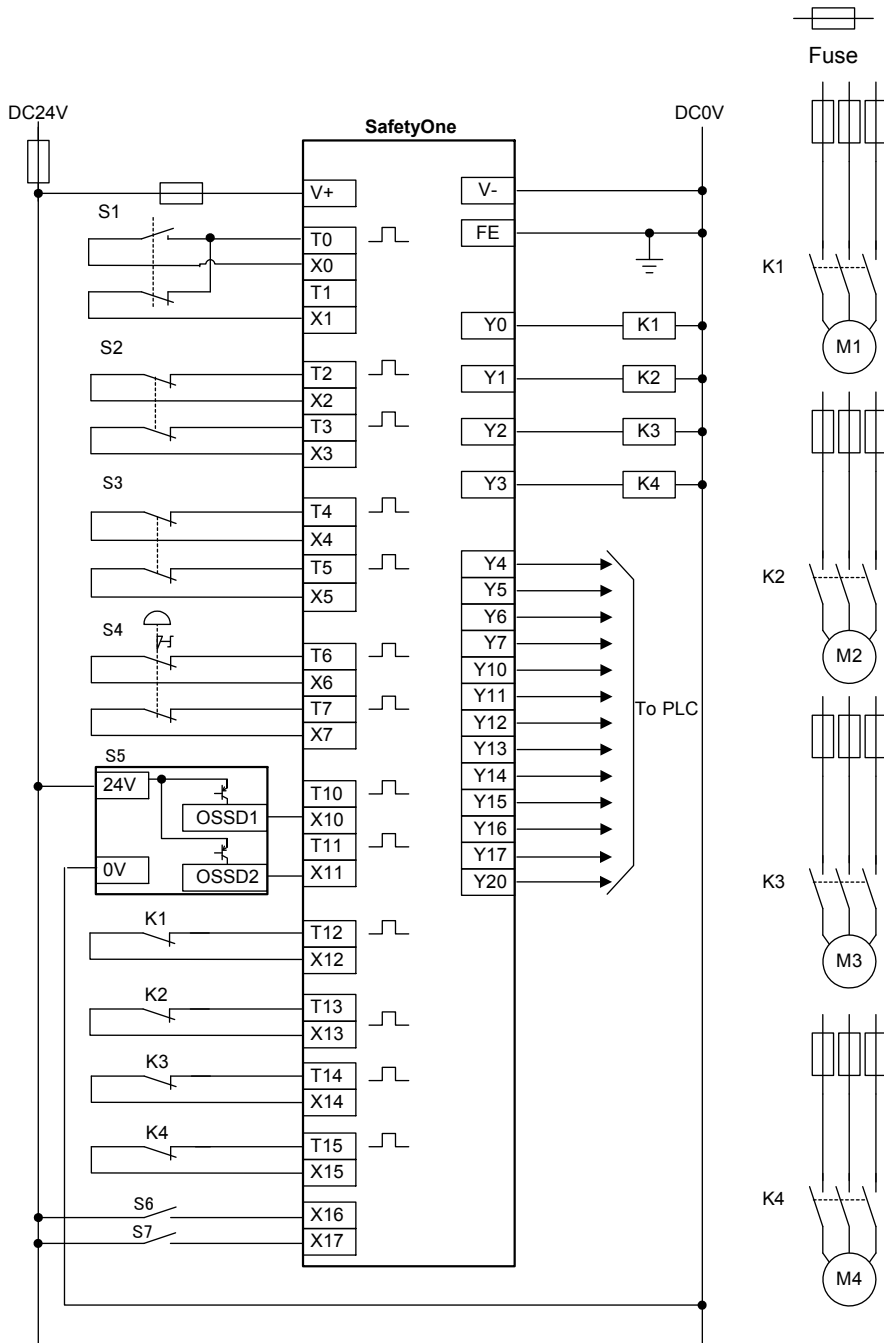 Fuse
DC24V
SafetyOne
DC0V
V+
V-
S1
T0
FE
X0
T1
X1
K1
M1
Y0
K1
S2
T2
X2
T3
X3
Y1
K2
Y2
K3
S3
Y3
K4
T4
X4
T5
X5
Y4
Y5
Y6
Y7
Y10
Y11
Y12
Y13
Y14
Y15
Y16
Y17
Y20
To PLC
K2
M2
S4
T6
X6
T7
X7
S5
24V
OSSD1
0V
OSSD2
T10
X10
T11
X11
K3
M3
K1
T12
X12
K2
T13
X13
K3
T14
X14
K4
T15
X15
S6
X16
S7
X17
K4
M4